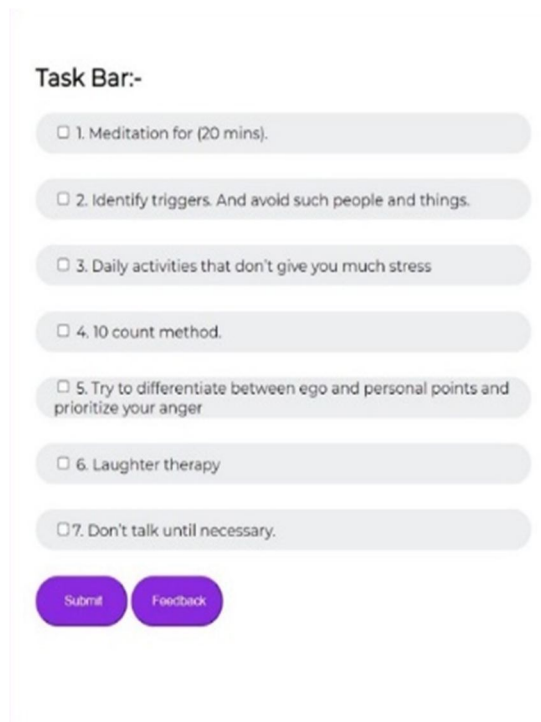 Task Bar:-
1. Meditation for (20 mins).
2. Identify triggers. And avoid such people and things.
3. Daily activities that don't give you much stress
4. 10 count method.
5. Try to differentiate between ego and personal points and
prioritize your anger
6. Laughter therapy
7. Don't talk until necessary.
Submit Feedback